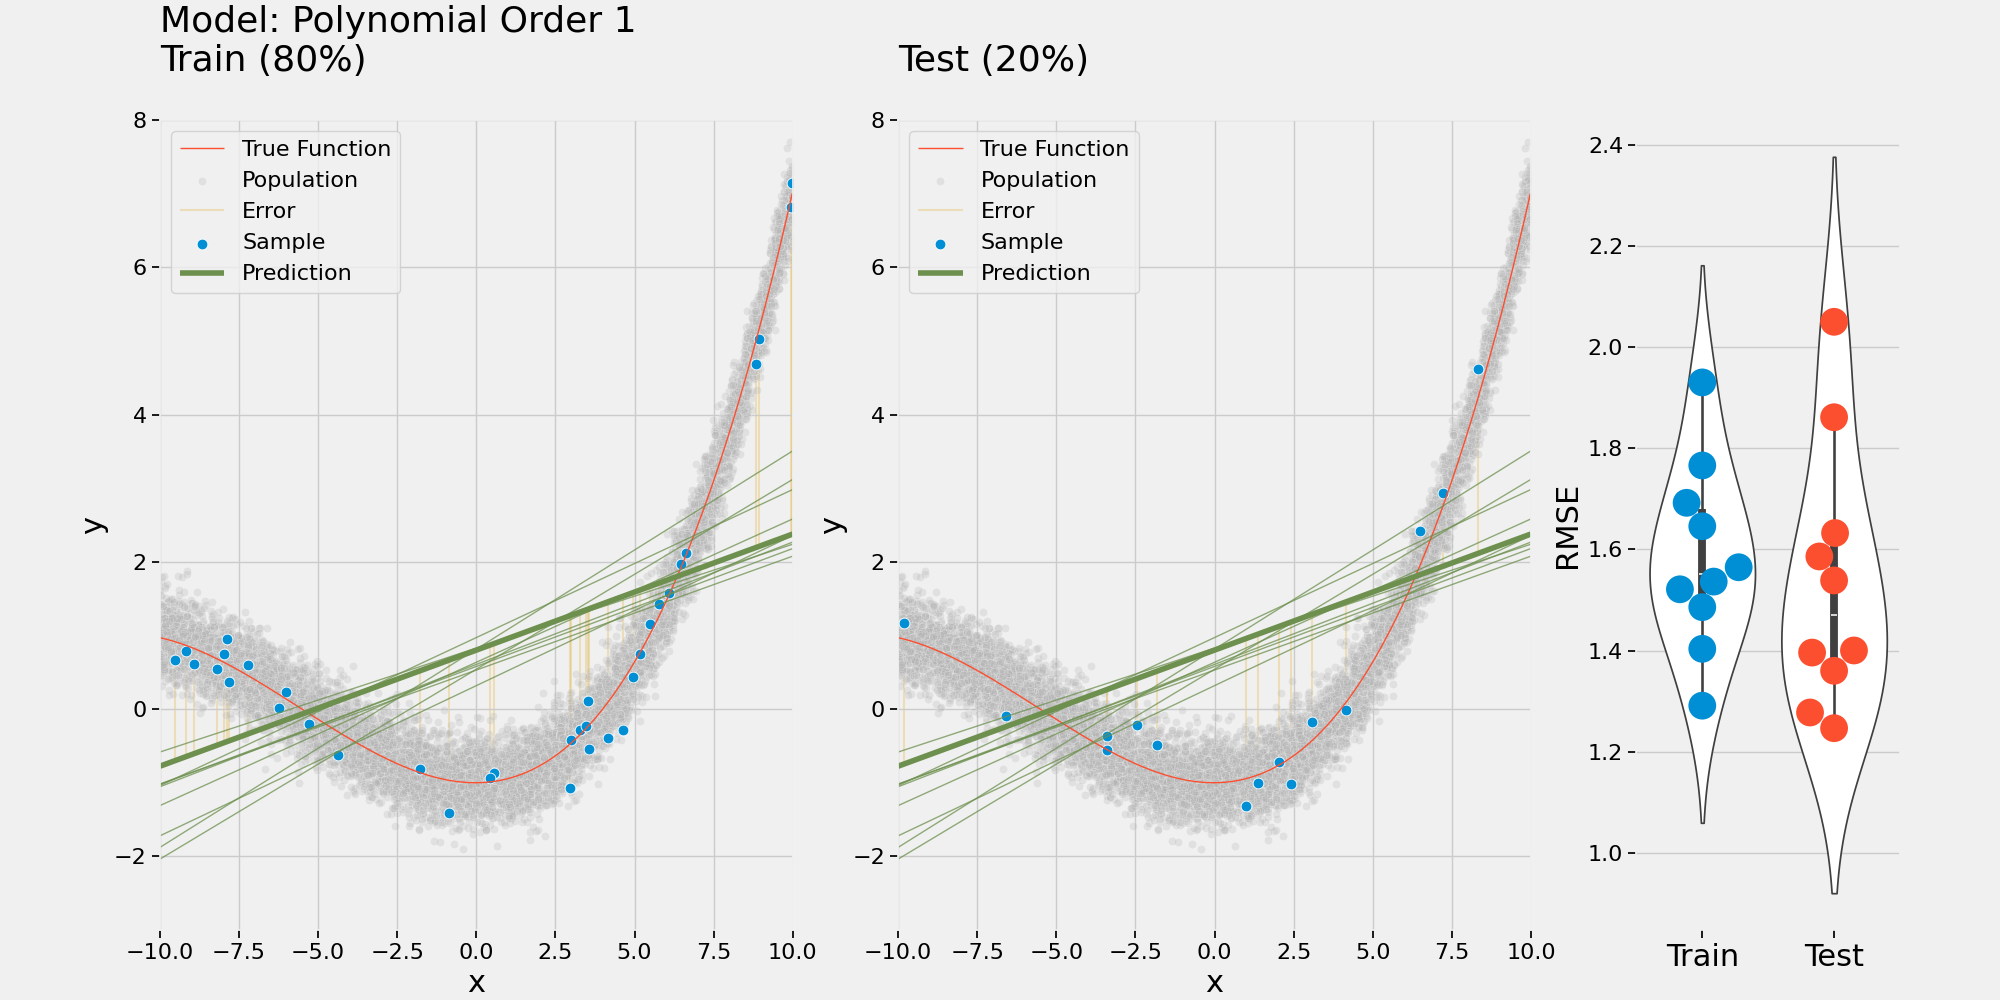 Model: Polynomial Order 1
Train (80%)
8
6
4
2
0
−2
y
True Function
Population
Error
Sample
Prediction
−10.0 −7.5 −5.0 −2.5 0.0 2.5 5.0 7.5 10.0
x
Test (20%)
8
6
4
2
0
−2
y
True Function
Population
Error
Sample
Prediction
−10.0 −7.5 −5.0 −2.5 0.0 2.5 5.0 7.5 10.0
x
2.4
2.2
2.0
1.8
1.6
1.4
1.2
1.0
RMSE
Train Test